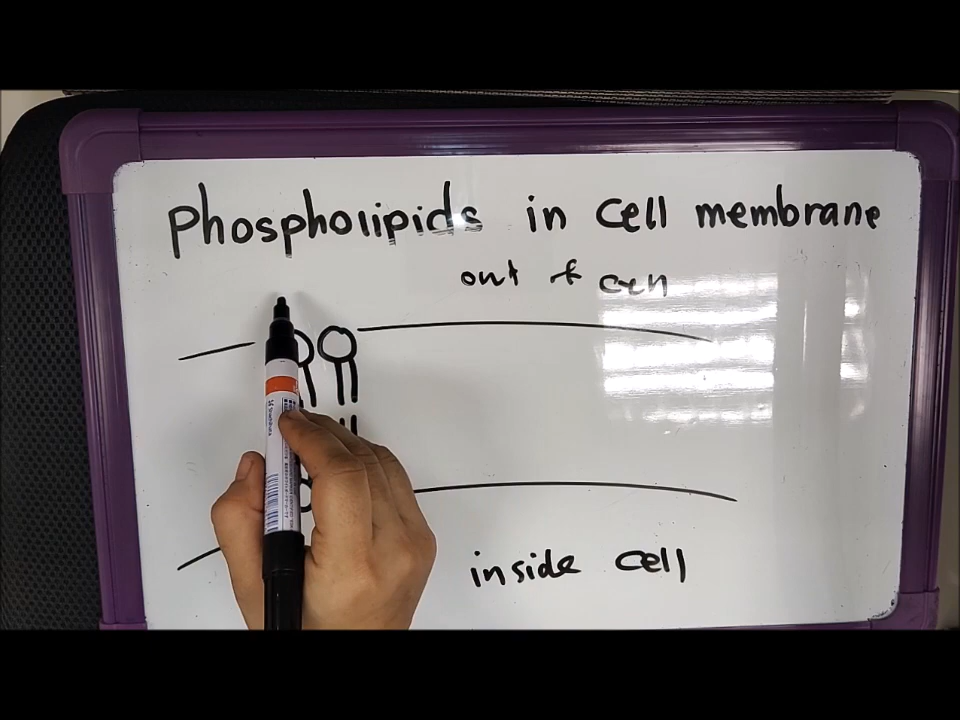 Phospholipids in cell membrane
out of cell
inside cell